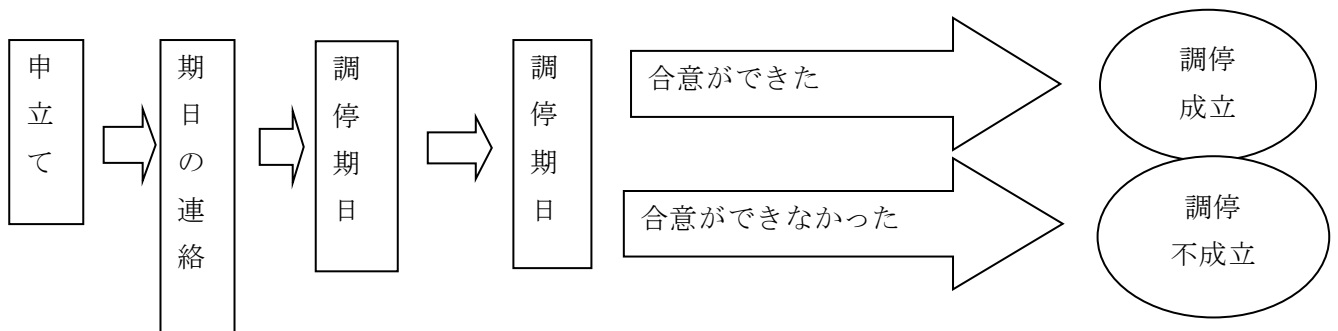 申立て
期日の連絡
調停期日
調停期日
合意ができた
調停
成立
合意ができなかった
調停
不成立